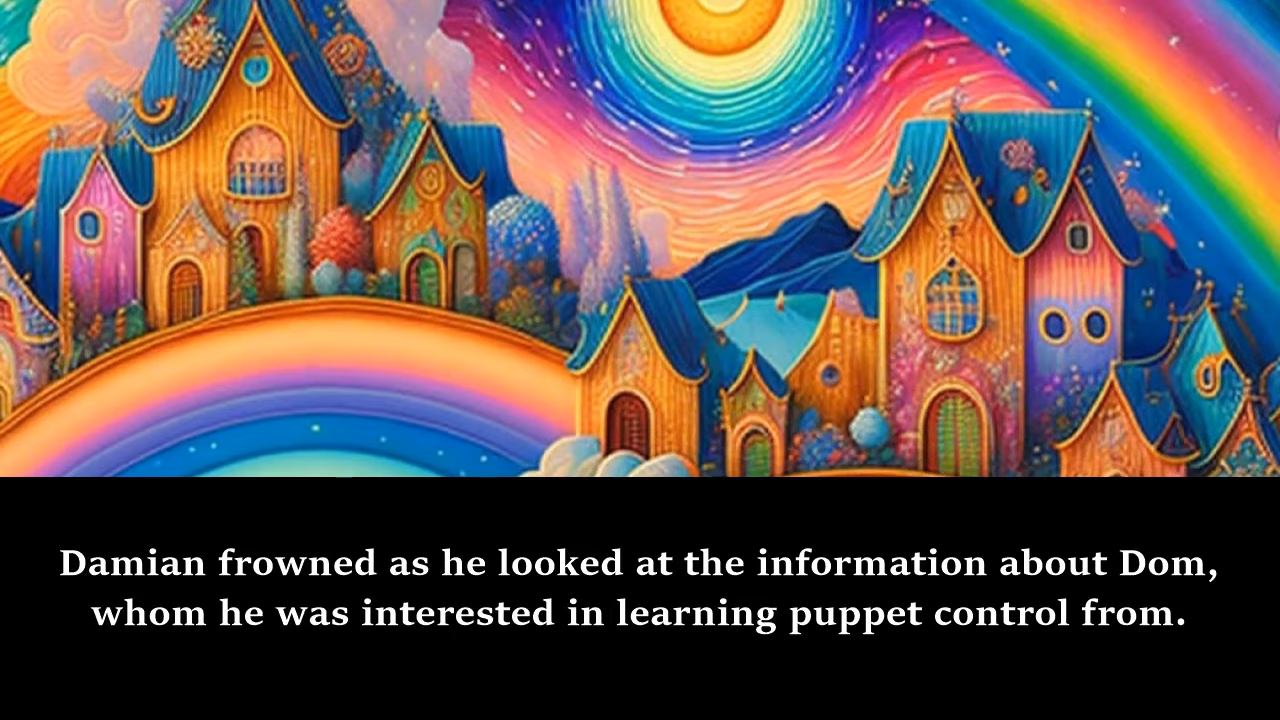 Damian frowned as he looked at the information about Dom,
whom he was interested in learning puppet control from.